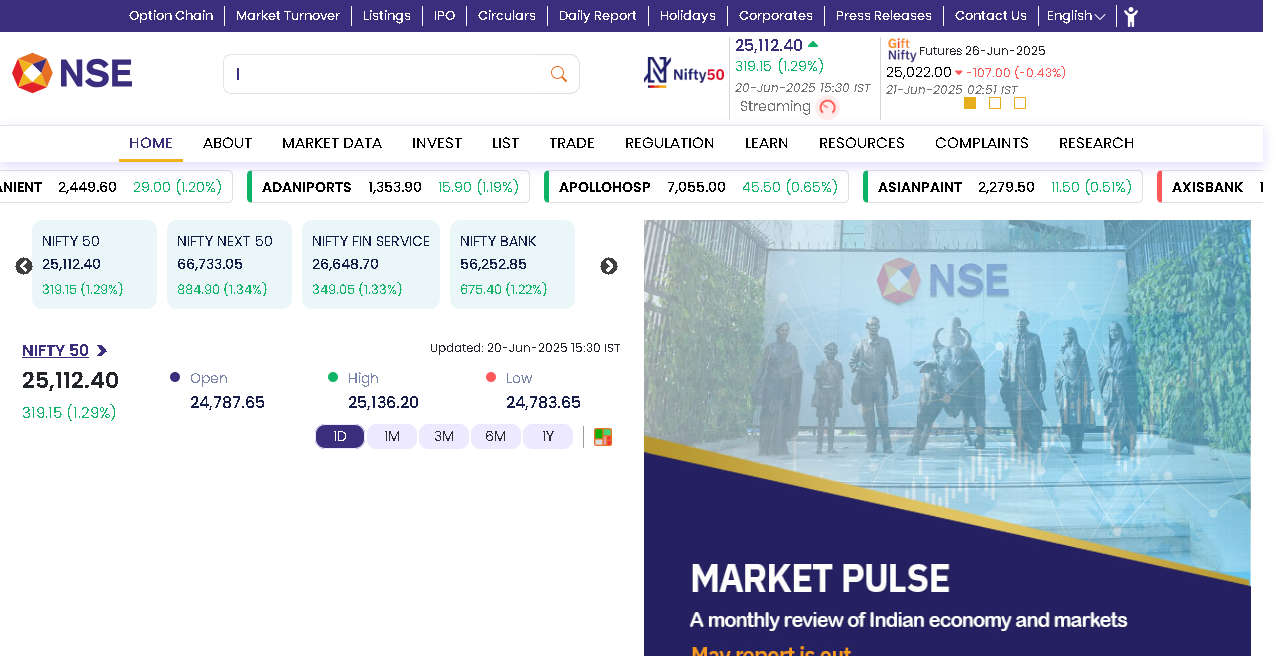 Option Chain
Market Turnover
Listings
IPO
Circulars
Daily Report
Holidays
Corporates
Press Releases
Contact Us
English
NSE
Nifty50
25,112.40
319.15 (1.29%)
20-Jun-2025 15:30 IST
Streaming
Gift Nifty Futures 26-Jun-2025
25,022.00 -107.00 (-0.43%)
21-Jun-2025 02:51 IST
HOME
ABOUT
MARKET DATA
INVEST
LIST
TRADE
REGULATION
LEARN
RESOURCES
COMPLAINTS
RESEARCH
ANIENT 2,449.60 29.00 (1.20%)
ADANIPORTS 1,353.90 15.90 (1.19%)
APOLLOHOSP 7,055.00 45.50 (0.65%)
ASIANPAINT 2,279.50 11.50 (0.51%)
AXISBANK 1
NIFTY 50
25,112.40
319.15 (1.29%)
NIFTY NEXT 50
66,733.05
884.90 (1.34%)
NIFTY FIN SERVICE
26,648.70
349.05 (1.33%)
NIFTY BANK
56,252.85
675.40 (1.22%)
NIFTY 50
Updated: 20-Jun-2025 15:30 IST
25,112.40
319.15 (1.29%)
Open
24,787.65
High
25,136.20
Low
24,783.65
1D
1M
3M
6M
1Y
NSE
MARKET PULSE
A monthly review of Indian economy and markets
May report is out